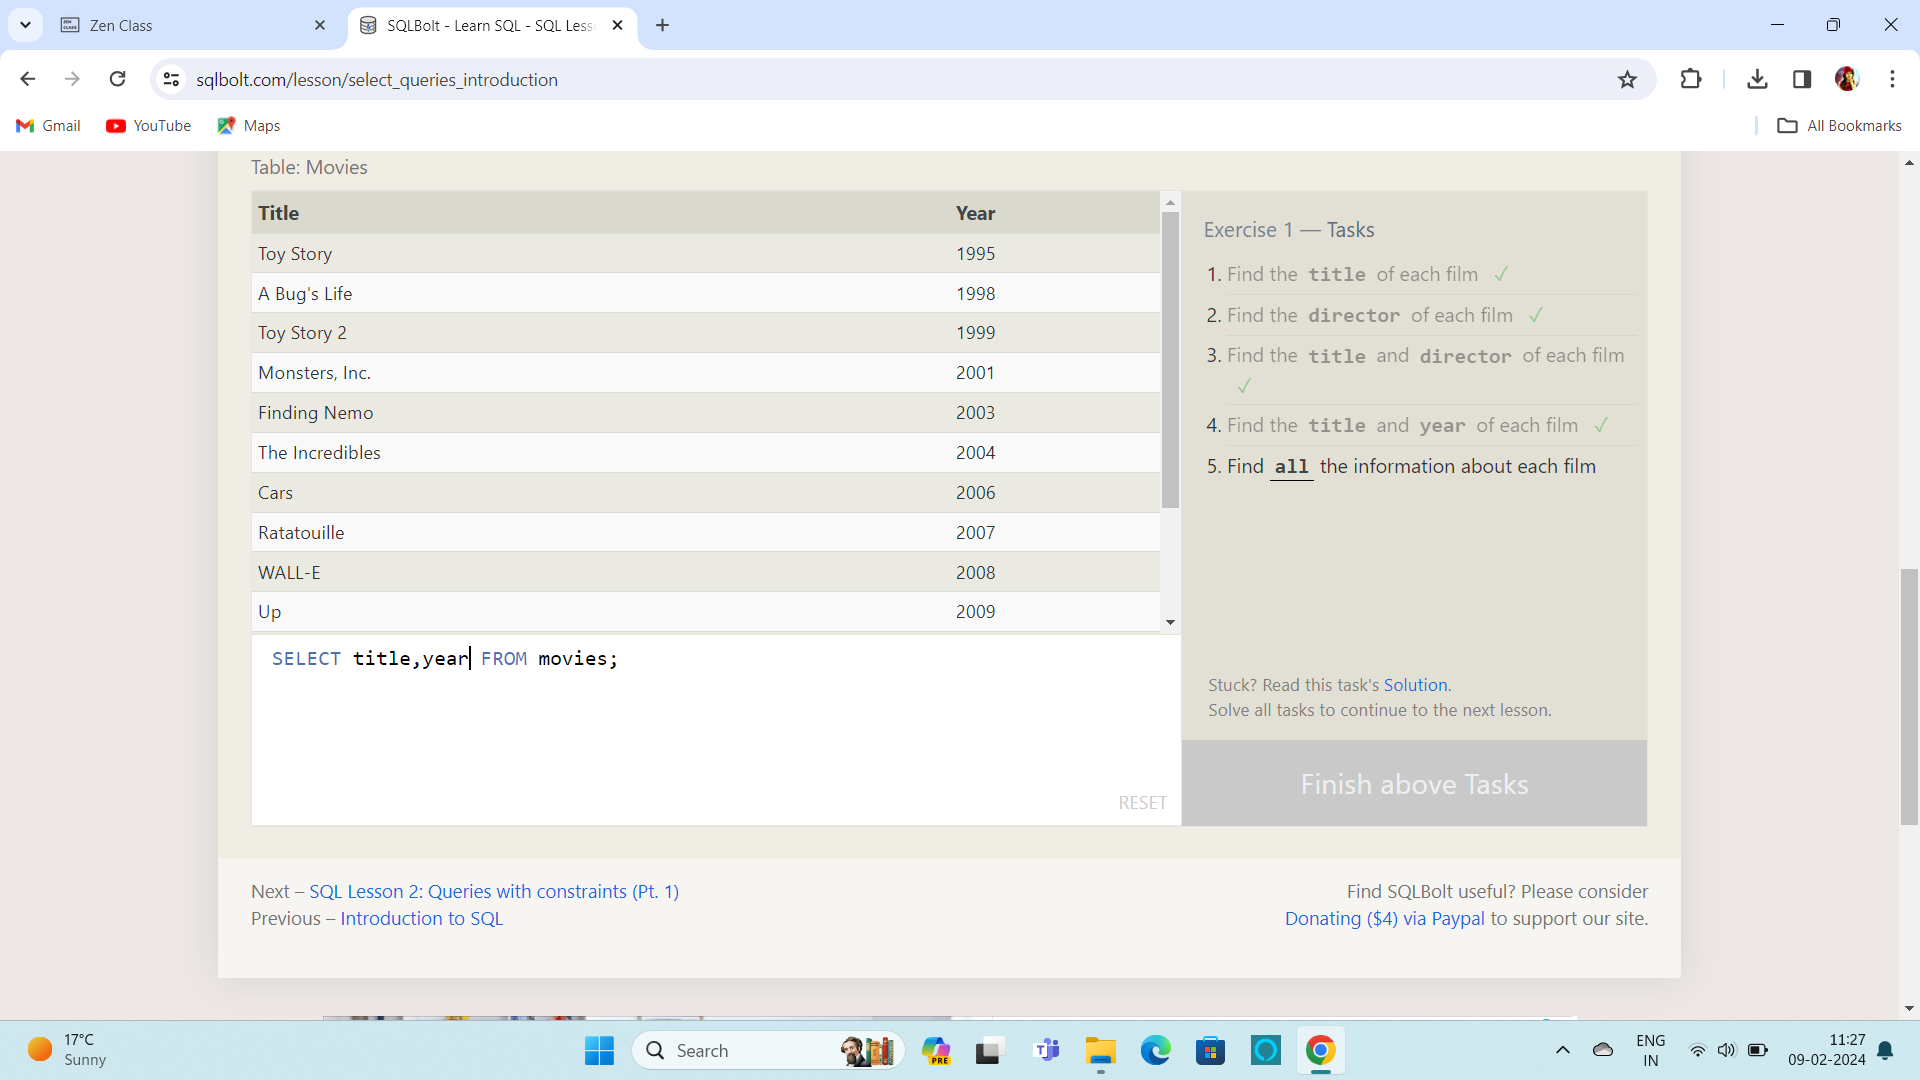 Zen Class
SQLBolt - Learn SQL - SQL Less
sqlbolt.com/lesson/select_queries_introduction
Gmail YouTube Maps All Bookmarks
Table: Movies
Title Year
Toy Story 1995
A Bug's Life 1998
Toy Story 2 1999
Monsters, Inc. 2001
Finding Nemo 2003
The Incredibles 2004
Cars 2006
Ratatouille 2007
WALL-E 2008
Up 2009
SELECT title,year FROM movies;
RESET
Exercise 1 — Tasks
1. Find the title of each film ✓
2. Find the director of each film ✓
3. Find the title and director of each film
✓
4. Find the title and year of each film ✓
5. Find all the information about each film
Stuck? Read this task's Solution.
Solve all tasks to continue to the next lesson.
Finish above Tasks
Next – SQL Lesson 2: Queries with constraints (Pt. 1)
Previous – Introduction to SQL
Find SQLBolt useful? Please consider
Donating ($4) via Paypal to support our site.
17°C
Sunny
Search
PRE
ENG
IN
11:27
09-02-2024